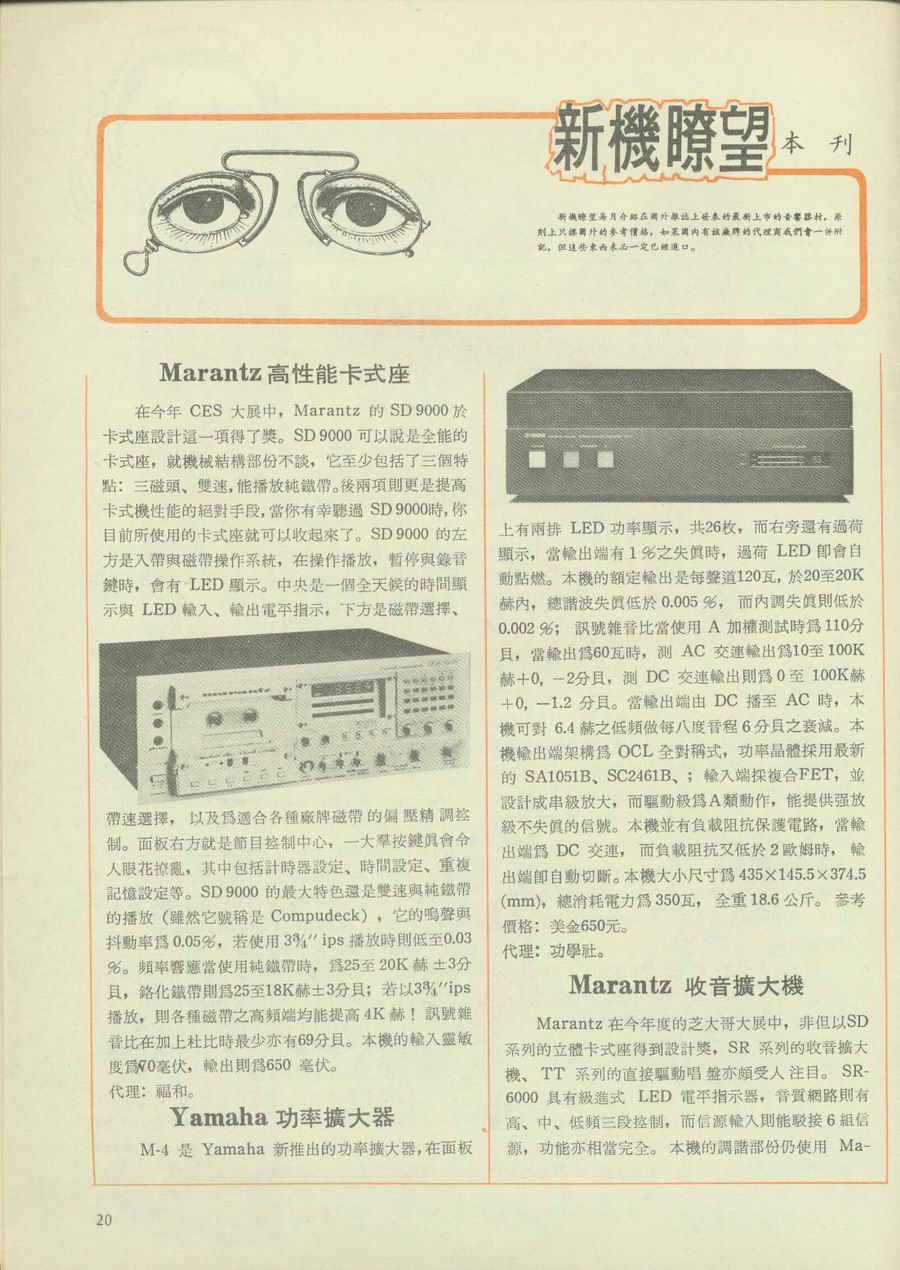 新機瞭望
本 刊
新機瞭望每月介紹在國外雜誌上發表的最新上市的音響器材。原
則上只摽國外的參考價格，如果國內有該廠牌的代理商我們會一併附
記，但這些東西未必一定已經進口。
Marantz 高性能卡式座
在今年 CES 大展中，Marantz 的 SD 9000 於
卡式座設計這一項得了獎。SD 9000 可以說是全能的
卡式座，就機械結構部份不談，它至少包括了三個特
點：三磁頭、雙速，能播放純鐵帶。後兩項則更是提高
卡式機性能的絕對手段，當你有幸聽過 SD 9000時，你
目前所使用的卡式座就可以收起來了。SD 9000 的左
方是入帶與磁帶操作系統，在操作播放，暫停與錄音
鍵時，會有 LED 顯示。中央是一個全天候的時間顯
示與 LED 輸入、輸出電平指示，下方是磁帶選擇、
marantz
帶速選擇， 以及爲適合各種廠牌磁帶的偏壓精調控
制。面板右方就是節目控制中心，一大羣按鍵眞會令
人眼花撩亂，其中包括計時器設定、時間設定、重複
記憶設定等。SD 9000 的最大特色還是雙速與純鐵帶
的播放（雖然它號稱是 Compudeck），它的嗚聲與
抖動率爲 0.05%，若使用 3¾″ ips 播放時則低至0.03
%。頻率響應當使用純鐵帶時，爲25至 20K 赫 ±3分
貝，鉻化鐵帶則爲25至18K赫±3分貝；若以3¾″ips
播放，則各種磁帶之高頻端均能提高 4K 赫！訊號雜
音比在加上杜比時最少亦有69分貝。本機的輸入靈敏
度爲70毫伏，輸出則爲650 毫伏。
代理：福和。
Yamaha 功率擴大器
M-4 是 Yamaha 新推出的功率擴大器，在面板
上有兩排 LED 功率顯示，共26枚，而右旁還有過荷
顯示，當輸出端有 1 %之失眞時，過荷 LED 卽會自
動點燃。本機的額定輸出是每聲道120瓦，於20至20K
赫內，總諧波失眞低於 0.005 %， 而內調失眞則低於
0.002 %； 訊號雜音比當使用 A 加權測試時爲 110分
貝，當輸出爲60瓦時，測 AC 交連輸出爲10至 100K
赫+0, −2分貝，測 DC 交連輸出則爲 0 至 100K赫
+0, −1.2 分貝。當輸出端由 DC 播至 AC 時，本
機可對 6.4 赫之低頻做每八度音程 6 分貝之衰減。本
機輸出端架構爲 OCL 全對稱式，功率晶體採用最新
的 SA1051B、SC2461B、；輸入端採複合FET，並
設計成串級放大，而驅動級爲A類動作，能提供强放
級不失眞的信號。本機並有負載阻抗保護電路，當輸
出端爲 DC 交連， 而負載阻抗又低於 2 歐姆時， 輸
出端卽自動切斷。本機大小尺寸爲 435×145.5×374.5
(mm)，總消耗電力爲 350瓦， 全重 18.6 公斤。 參考
價格：美金650元。
代理：功學社。
Marantz 收音擴大機
Marantz 在今年度的芝大哥大展中，非但以SD
系列的立體卡式座得到設計獎，SR 系列的收音擴大
機、 TT 系列的直接驅動唱盤亦頗受人注目。 SR-
6000 具有級進式 LED 電平指示器，音質網路則有
高、中、低頻三段控制，而信源輸入則能駁接 6 組信
源，功能亦相當完全。 本機的調諧部份仍使用 Ma-
20